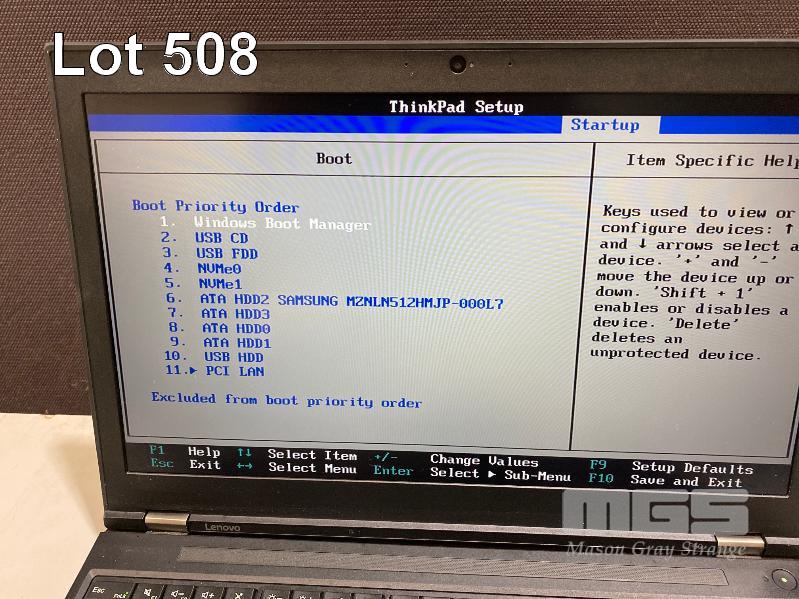 Lot 508
ThinkPad Setup
Startup
Boot
Item Specific Help
Boot Priority Order
1. Windows Boot Manager
2. USB CD
3. USB FDD
4. NVMe0
5. NVMe1
6. ATA HDD2 SAMSUNG MZNLN512HMJP-000L7
7. ATA HDD3
8. ATA HDD0
9. ATA HDD1
10. USB HDD
11.▶ PCI LAN
Excluded from boot priority order
Keys used to view or
configure devices: ↑
and ↓ arrows select a
device. '+' and '-'
move the device up or
down. 'Shift + 1'
enables or disables a
device. 'Delete'
deletes an
unprotected device.
F1 Help ↑↓ Select Item +/- Change Values F9 Setup Defaults
Esc Exit ↔ Select Menu Enter Select ▶ Sub-Menu F10 Save and Exit
Lenovo
MGS
Mason Gray Strange
Esc